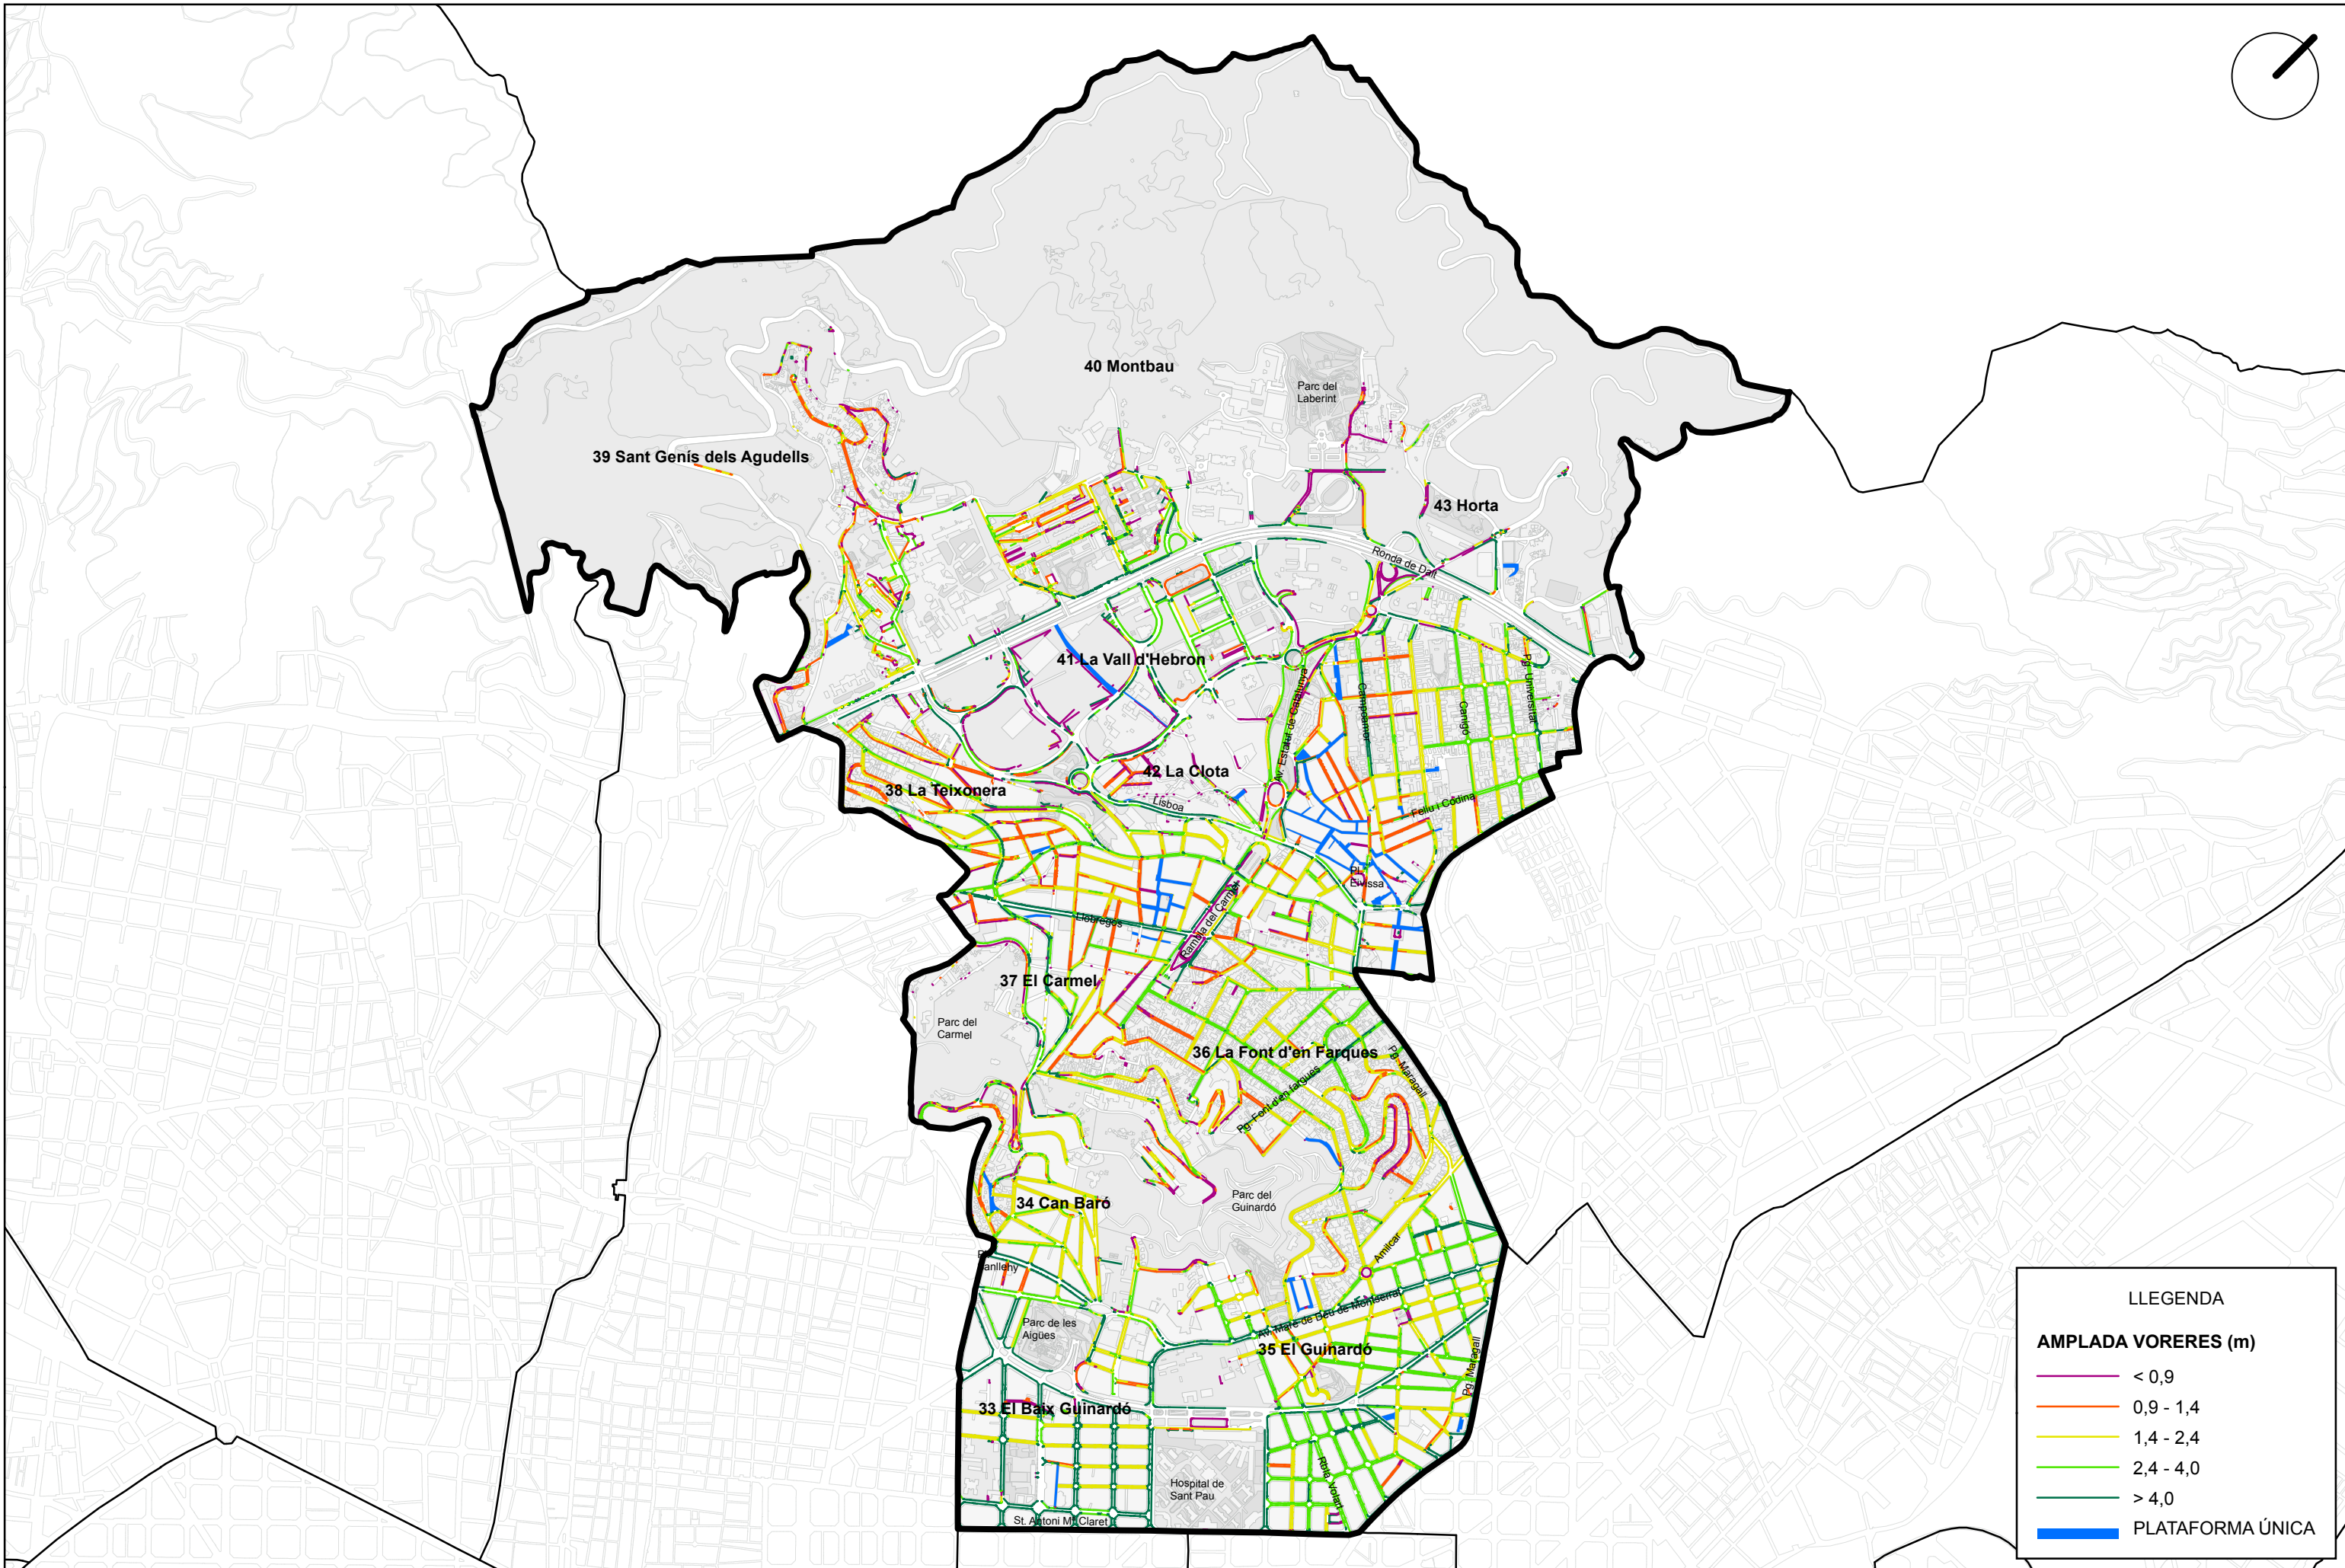 40 Montbau
Parc del
Laberint
39 Sant Genís dels Agudells
43 Horta
Ronda de Dalt
41 La Vall d'Hebron
Pg. Universitat
Av. Estatut de Catalunya
Campoamor
Canigó
42 La Clota
38 La Teixonera
Lisboa
Feliu i Codina
Pl.
Eivissa
Rambla del Carmel
Llobregós
37 El Carmel
Parc del
Carmel
36 La Font d'en Farques
Pg. Maragall
Pg. Font d'en fargues
34 Can Baró
Parc del
Guinardó
Amilcar
Parc de les
Aigües
Av. Mare de Déu de Montserrat
35 El Guinardó
Pg. Maragall
33 El Baix Guinardó
Hospital de
Sant Pau
Rbla. Volart
St. Antoni Mª Claret
LLEGENDA
AMPLADA VORERES (m)
< 0,9
0,9 - 1,4
1,4 - 2,4
2,4 - 4,0
> 4,0
PLATAFORMA ÚNICA